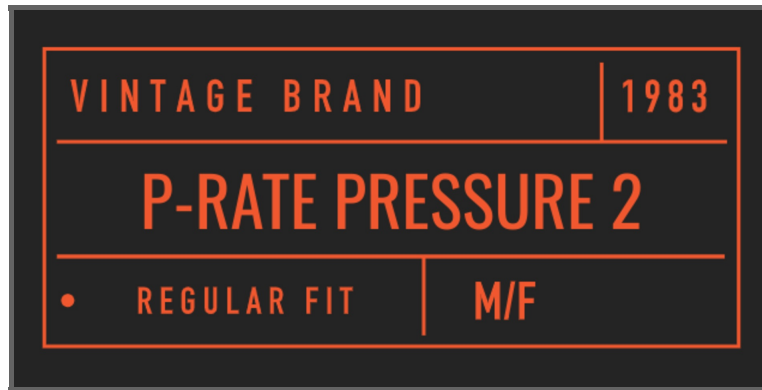 VINTAGE BRAND 1983
P-RATE PRESSURE 2
• REGULAR FIT M/F